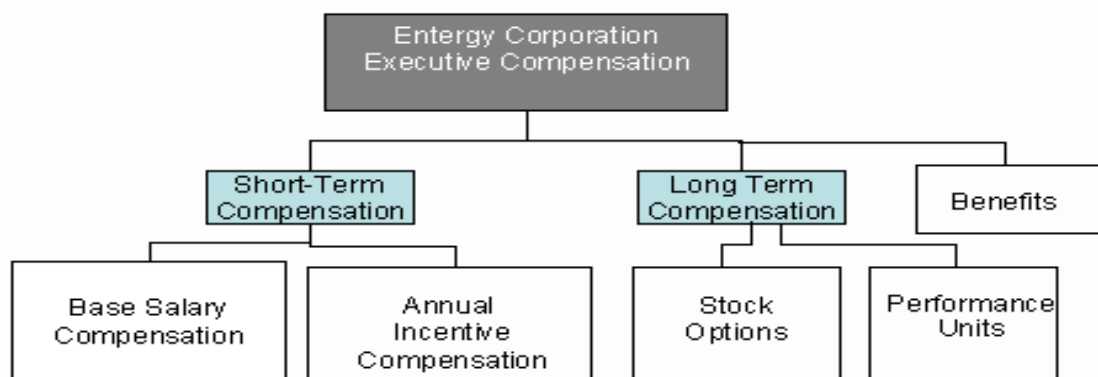 Entergy Corporation
Executive Compensation
Short-Term
Compensation
Long Term
Compensation
Benefits
Base Salary
Compensation
Annual
Incentive
Compensation
Stock
Options
Performance
Units